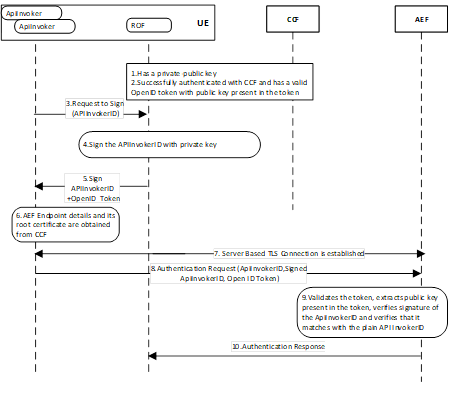 ApiInvoker
ApiInvoker
ROF
UE
CCF
AEF
1.Has a private public key
2.Successfully authenticated with CCF and has a valid
OpenID token with public key present in the token
3.Request to Sign
(APIInvokerID)
4.Sign the APIInvokerID with private key
5.Sign
APIInvokerID
+OpenID Token
6.AEF Endpoint details and its
root certificate are obtained
from CCF
7. Server Based TLS Connection is established
8.Authentication Request (ApiInvokerID,Signed
ApiInvokerID, Open ID Token)
9.Validates the token, extracts public key
present in the token, verifies signature of
the ApiInvokerID and verifies that it
matches with the plain APIInvokerID
10.Authentication Response